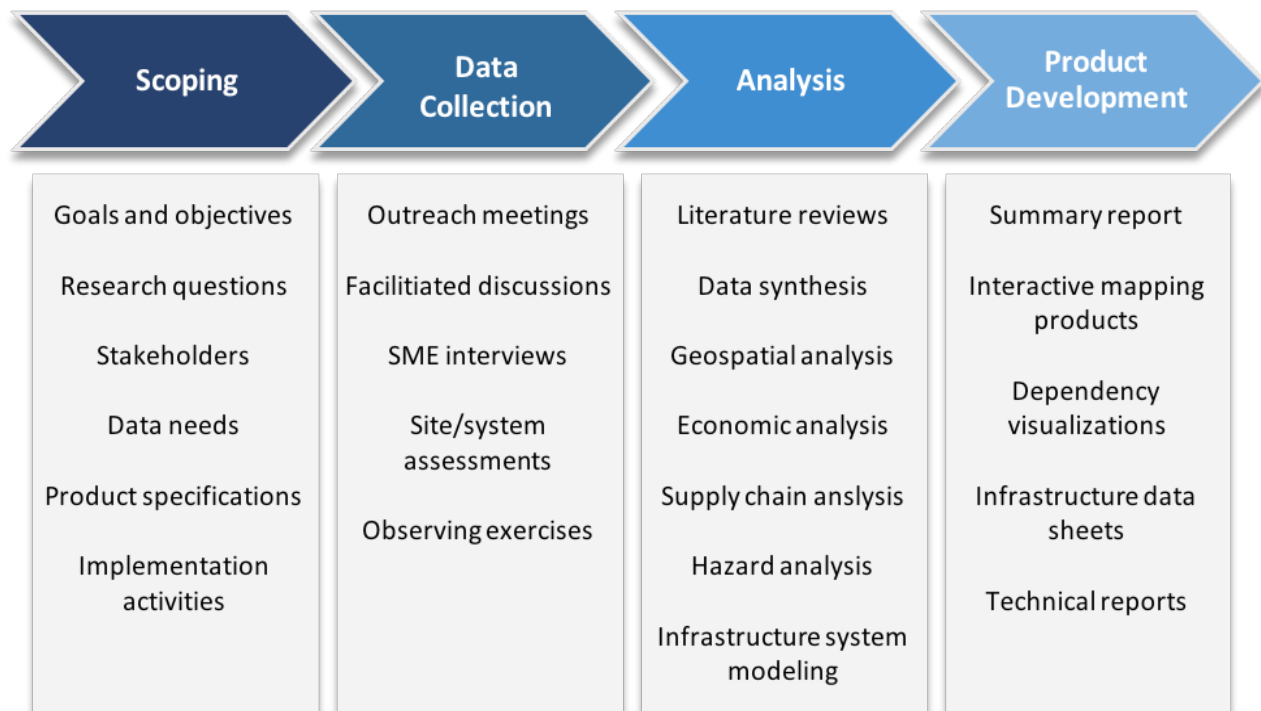 Scoping
Data
Collection
Analysis
Product
Development
Goals and objectives
Research questions
Stakeholders
Data needs
Product specifications
Implementation
activities
Outreach meetings
Facilitiated discussions
SME interviews
Site/system
assessments
Observing exercises
Literature reviews
Data synthesis
Geospatial analysis
Economic analysis
Supply chain anslysis
Hazard analysis
Infrastructure system
modeling
Summary report
Interactive mapping
products
Dependency
visualizations
Infrastructure data
sheets
Technical reports